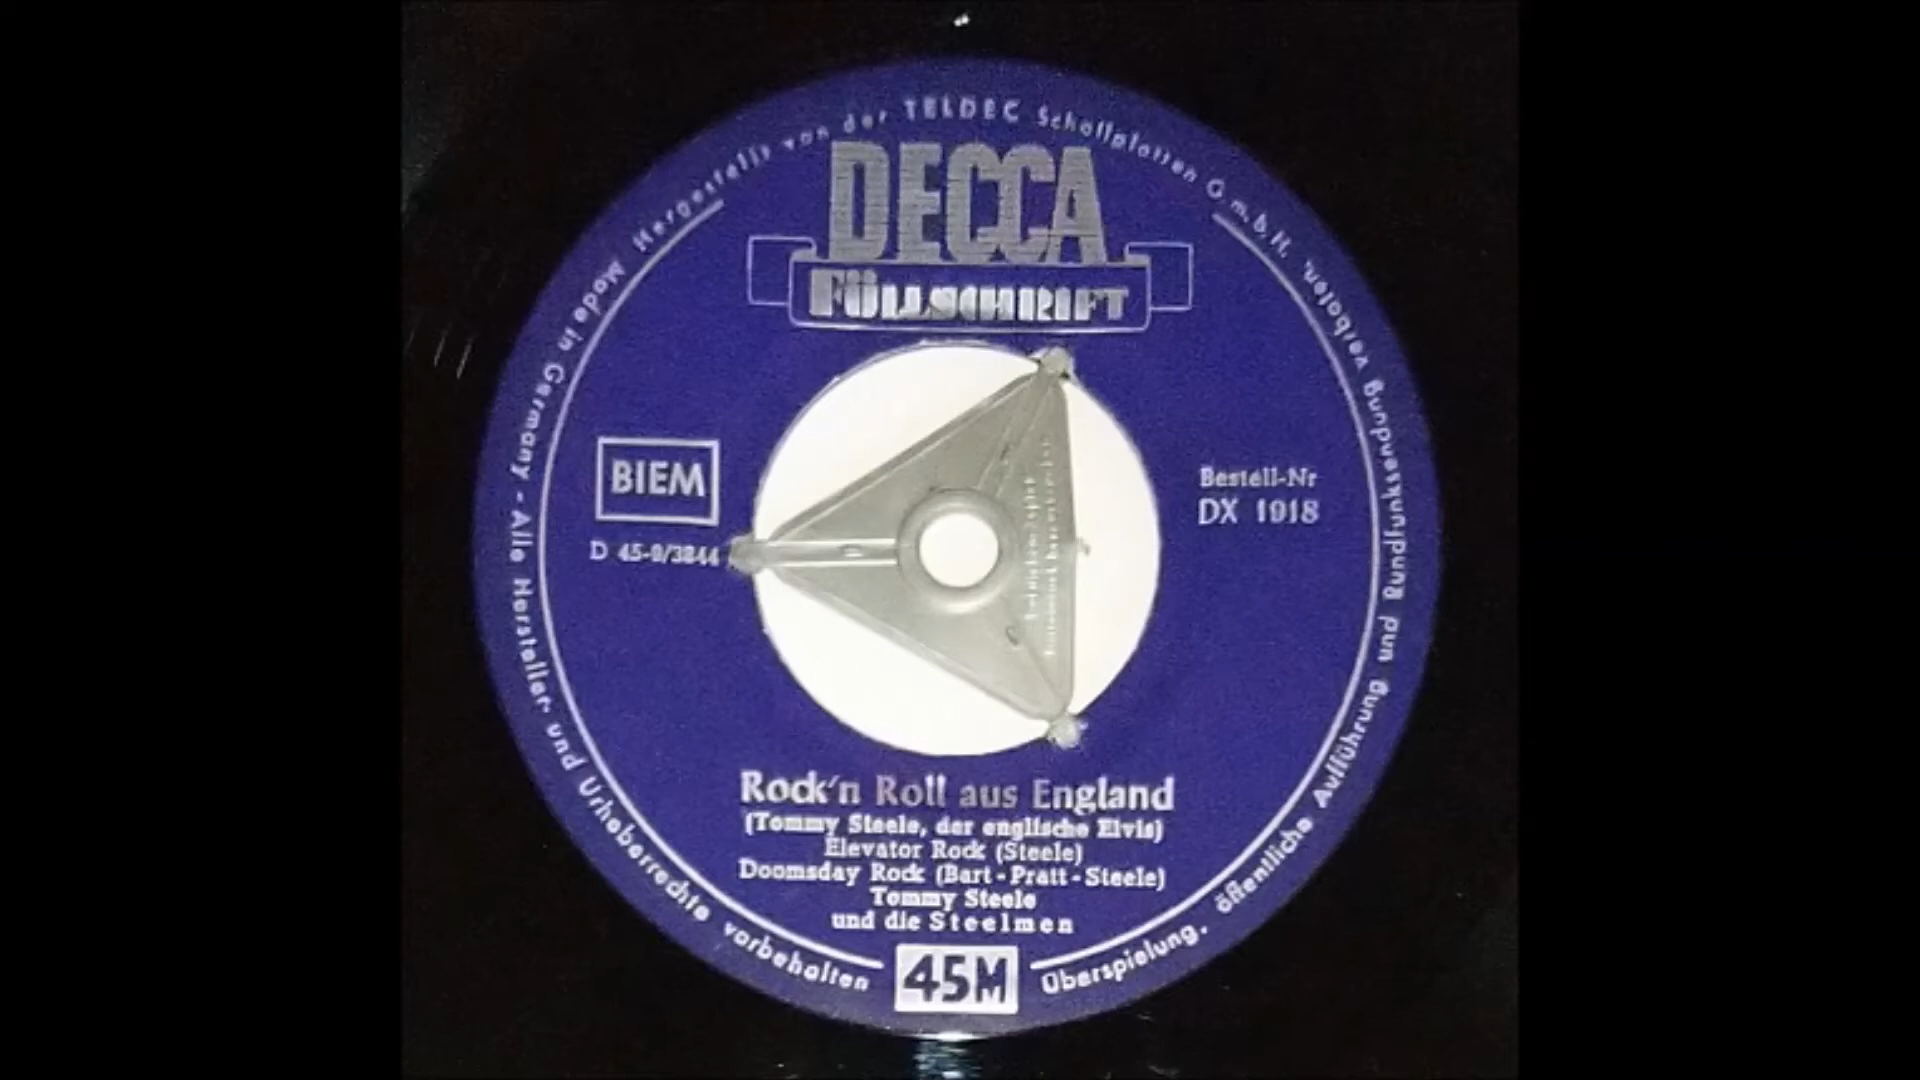 Made in Germany - Alle Hersteller- und Urheberrechte vorbehalten
Hergestellt von der TELDEC Schallplatten G.m.b.H.
Überspielung, öffentliche Aufführung und Rundfunksendung verboten.
DECCA
FÜLLSCHRIFT
BIEM
D 45-9/3844
Bestell-Nr
DX 1918
Rock'n Roll aus England
(Tommy Steele, der englische Elvis)
Elevator Rock (Steele)
Doomsday Rock (Bart - Pratt - Steele)
Tommy Steele
und die Steelmen
45M